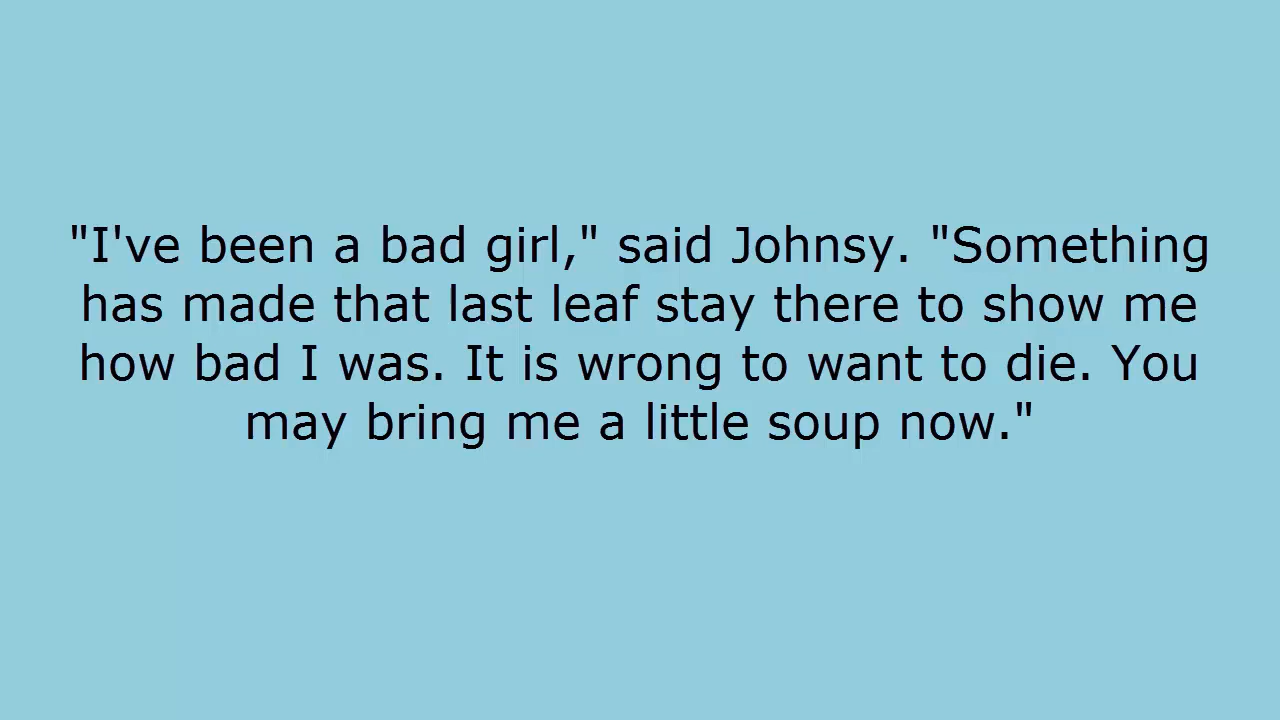 "I've been a bad girl," said Johnsy. "Something
has made that last leaf stay there to show me
how bad I was. It is wrong to want to die. You
may bring me a little soup now."